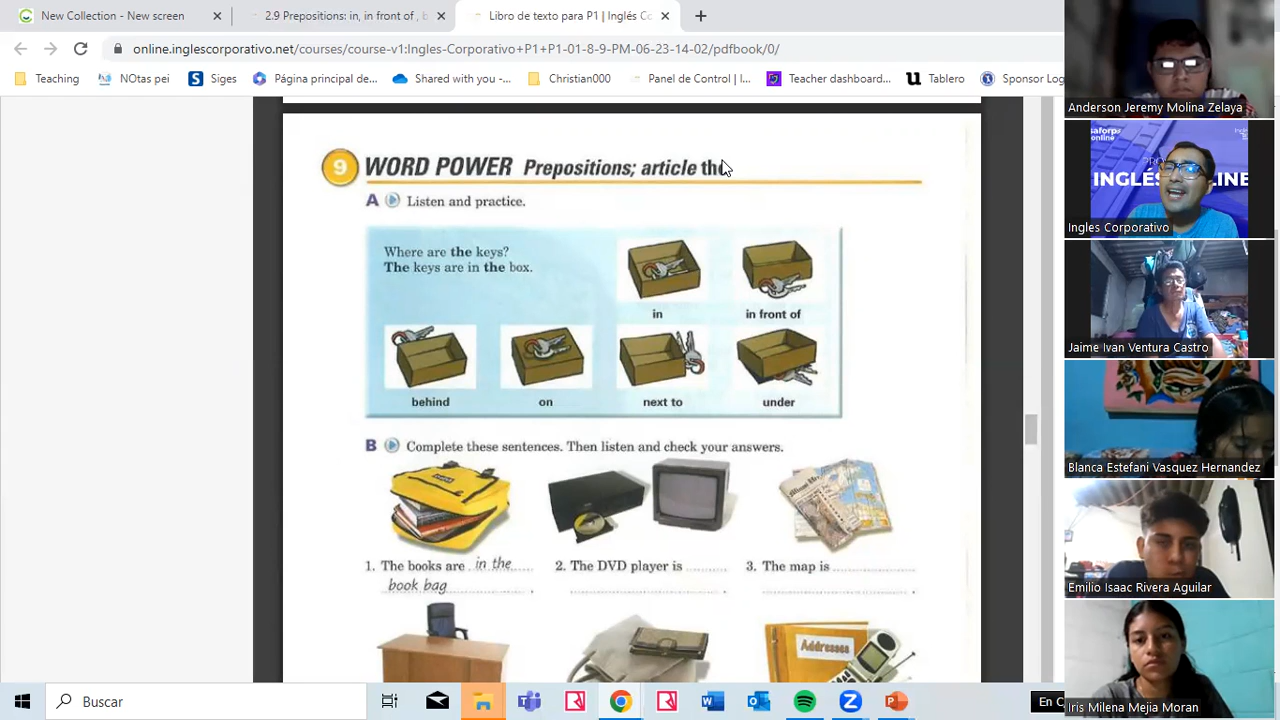 New Collection - New screen
2.9 Prepositions: in, in front of , b
Libro de texto para P1 | Inglés Co
online.inglescorporativo.net/courses/course-v1:Ingles-Corporativo+P1+P1-01-8-9-PM-06-23-14-02/pdfbook/0/
Teaching NOtas pei Siges Página principal de... Shared with you -... Christian000 Panel de Control | I... Teacher dashboard... Tablero Sponsor Log
9 WORD POWER Prepositions; article the
A Listen and practice.
Where are the keys?
The keys are in the box.
in in front of
behind on next to under
B Complete these sentences. Then listen and check your answers.
1. The books are in the
book bag.
2. The DVD player is
3. The map is
Addresses
Buscar
Anderson Jeremy Molina Zelaya
INGLÉS
LINE
Ingles Corporativo
Jaime Ivan Ventura Castro
Blanca Estefani Vasquez Hernandez
Emilio Isaac Rivera Aguilar
Iris Milena Mejia Moran